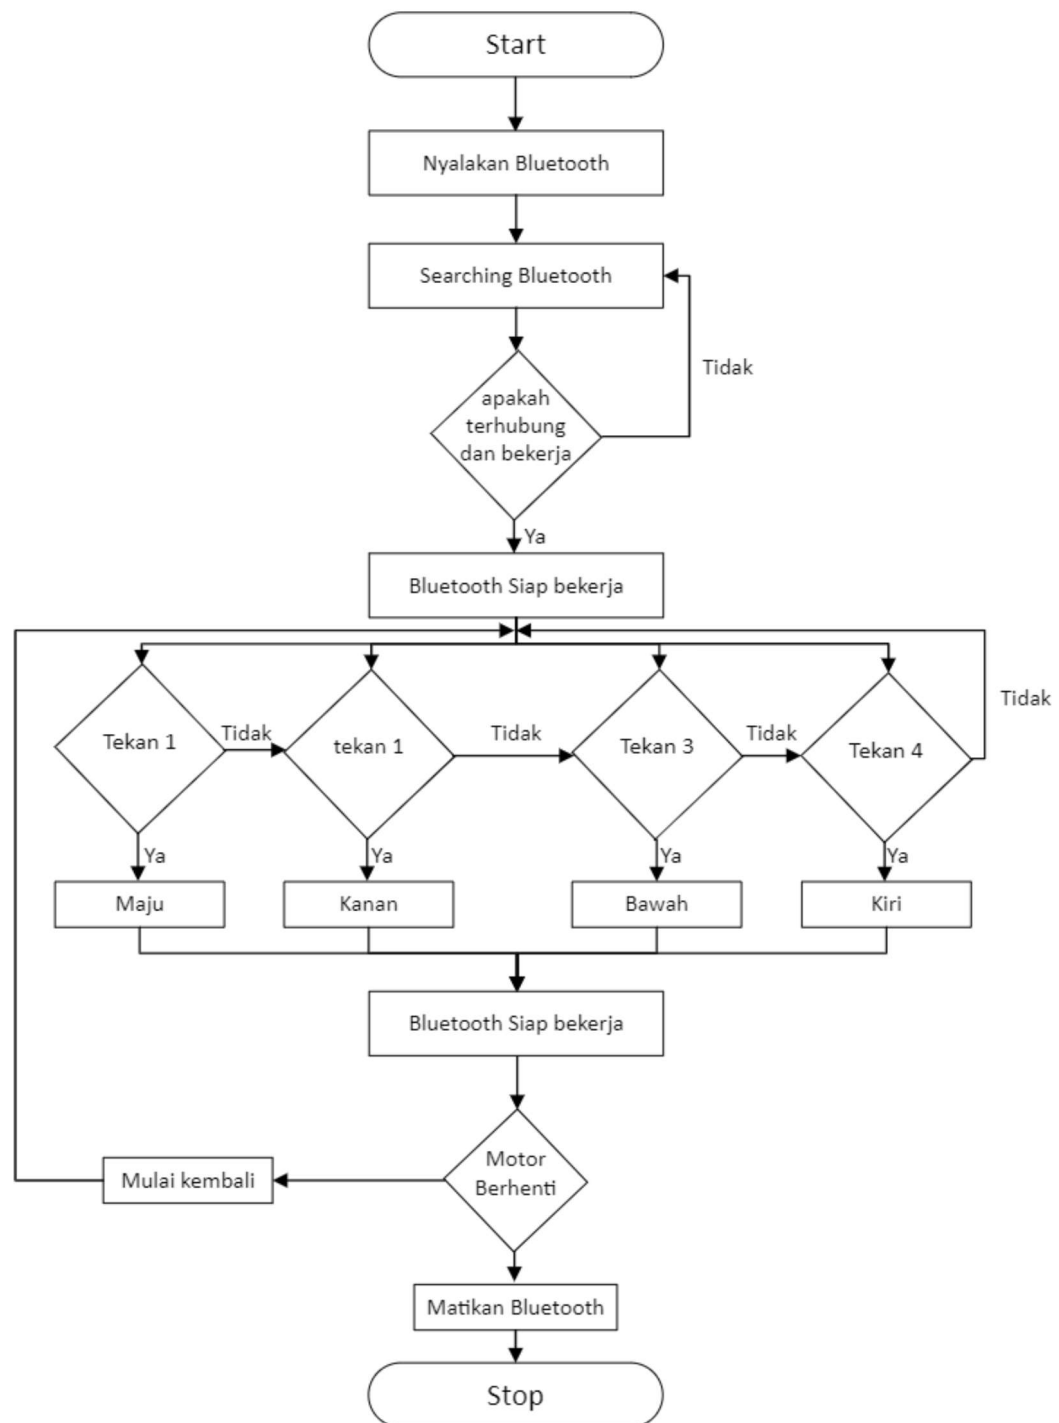 Start
Nyalakan Bluetooth
Searching Bluetooth
Tidak
apakah
terhubung
dan bekerja
Ya
Bluetooth Siap bekerja
Tekan 1
Tidak
tekan 1
Tidak
Tekan 3
Tidak
Tekan 4
Tidak
Ya
Ya
Ya
Ya
Maju
Kanan
Bawah
Kiri
Bluetooth Siap bekerja
Motor
Berhenti
Mulai kembali
Matikan Bluetooth
Stop